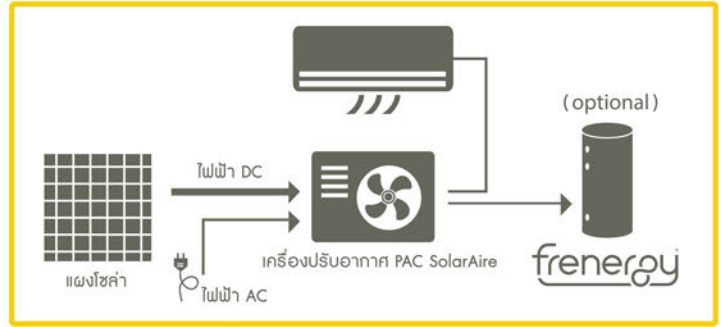 (optional)
ไฟฟ้า DC
เครื่องปรับอากาศ PAC SolarAire
frenergy
แผงโซล่า
ไฟฟ้า AC